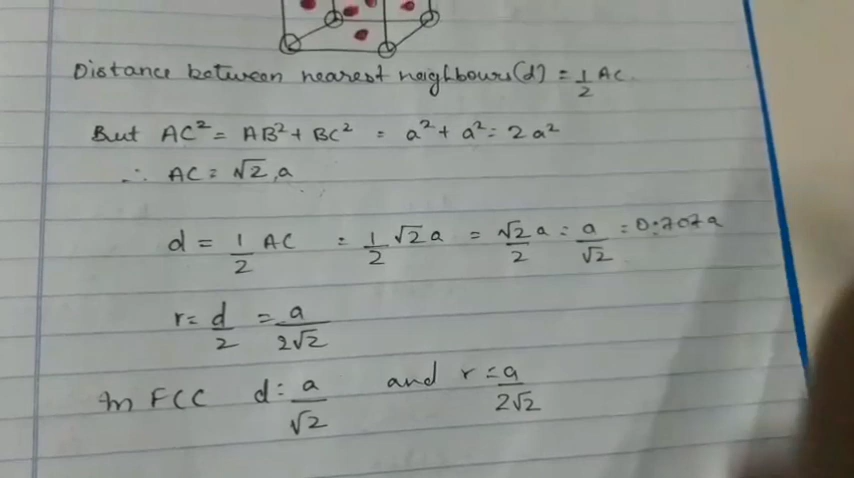 Distance between nearest neighbours(d) = 1/2 AC.
But AC² = AB² + BC² = a² + a² = 2a²
∴ AC = √2.a
d = 1/2 AC = 1/2 √2 a = √2/2 a = a/√2 = 0.707a
r = d/2 = a/2√2
In FCC d = a/√2 and r = a/2√2